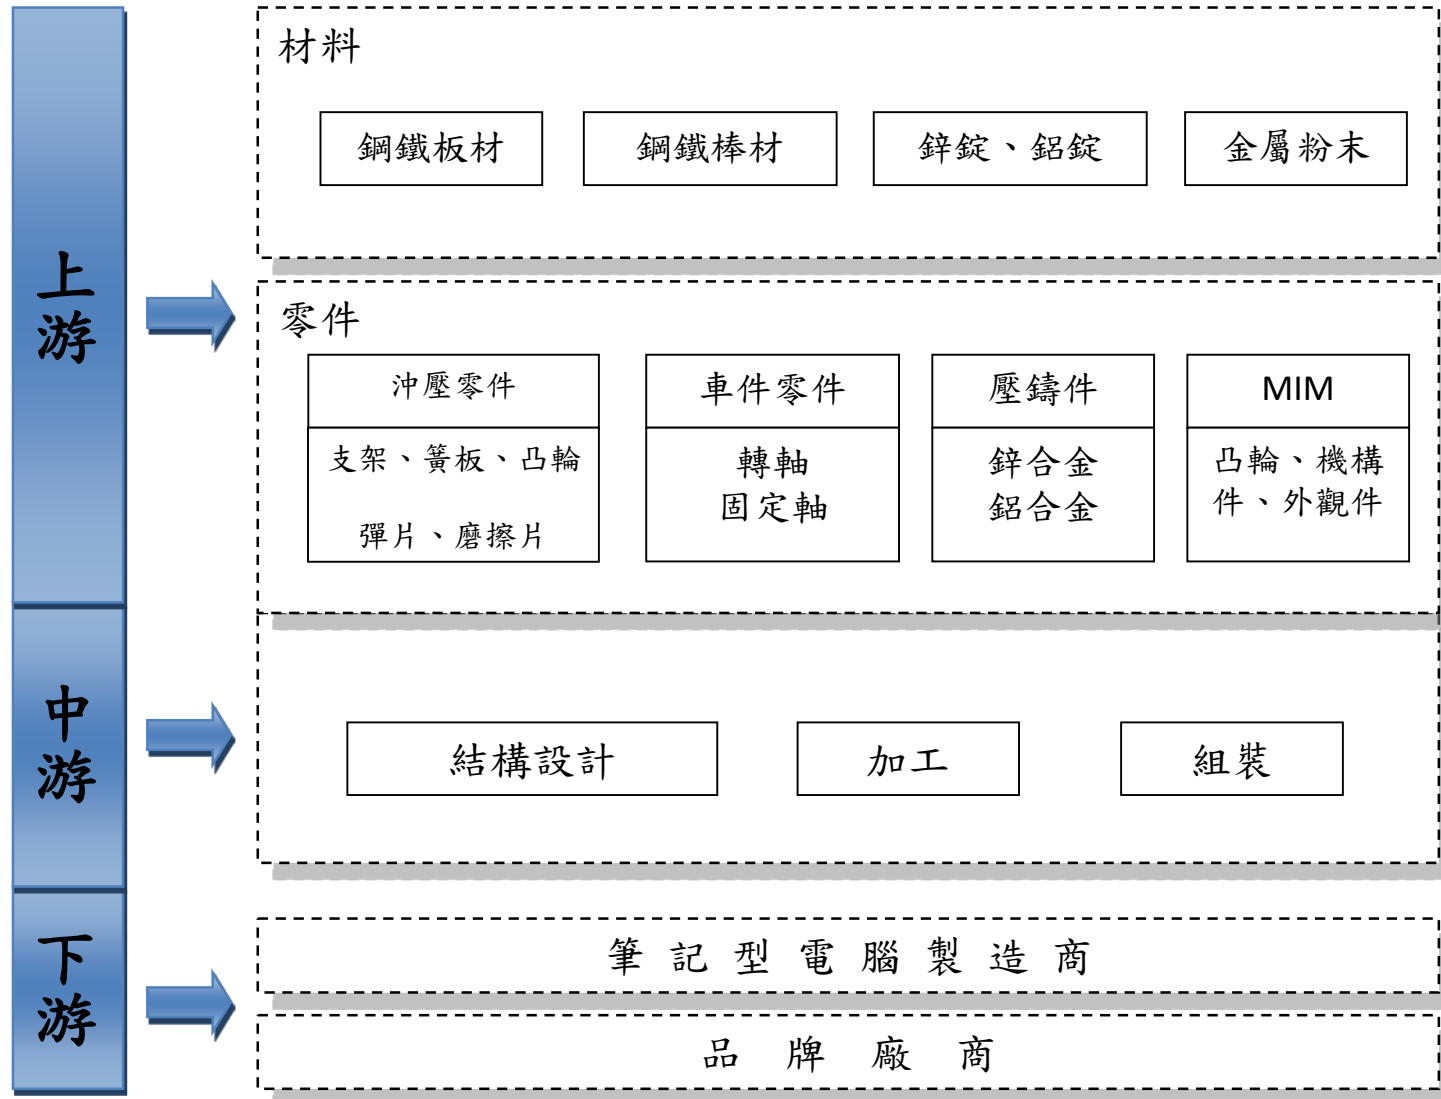 上游
材料
鋼鐵板材
鋼鐵棒材
鋅錠、鋁錠
金屬粉末
零件
沖壓零件
支架、簧板、凸輪
彈片、磨擦片
車件零件
轉軸
固定軸
壓鑄件
鋅合金
鋁合金
MIM
凸輪、機構
件、外觀件
中游
結構設計
加工
組裝
下游
筆記型電腦製造商
品牌廠商